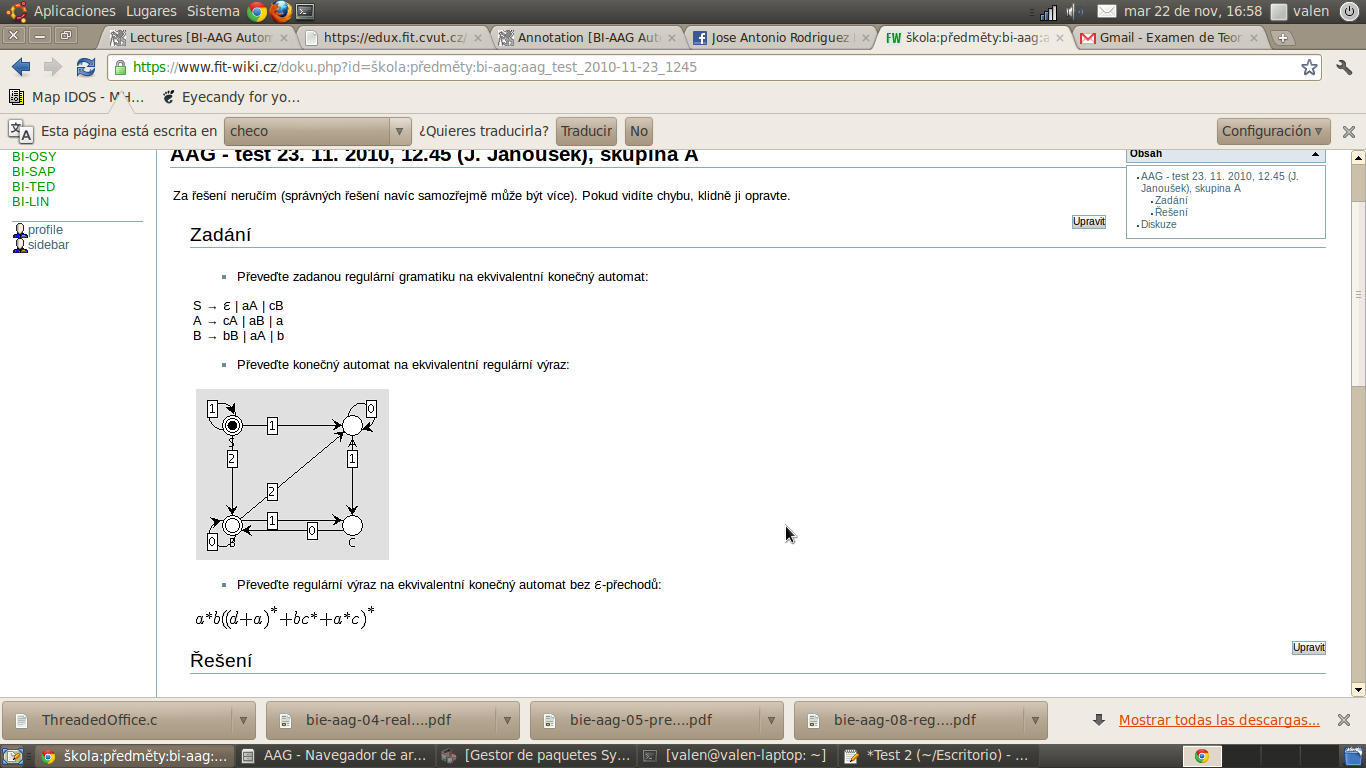 Aplicaciones Lugares Sistema mar 22 de nov, 16:58 valen
Lectures [BI-AAG Autom https://edux.fit.cvut.cz/ Annotation [BI-AAG Auto Jose Antonio Rodriguez škola:předměty:bi-aag:a Gmail - Examen de Teor
https://www.fit-wiki.cz/doku.php?id=škola:předměty:bi-aag:aag_test_2010-11-23_1245
Map IDOS - MH... Eyecandy for yo...
Esta página está escrita en checo ¿Quieres traducirla? Traducir No Configuración
BI-OSY
BI-SAP
BI-TED
BI-LIN
profile
sidebar
AAG - test 23. 11. 2010, 12.45 (J. Janoušek), skupina A
Obsah
AAG - test 23. 11. 2010, 12.45 (J.
Janoušek), skupina A
Zadání
Řešení
Diskuze
Za řešení neručím (správných řešení navíc samozřejmě může být více). Pokud vidíte chybu, klidně ji opravte.
Upravit
Zadání
Převeďte zadanou regulární gramatiku na ekvivalentní konečný automat:
S → ε | aA | cB
A → cA | aB | a
B → bB | aA | b
Převeďte konečný automat na ekvivalentní regulární výraz:
1 0
1
S A
2 1
2
1
0
0 B C
Převeďte regulární výraz na ekvivalentní konečný automat bez ε-přechodů:
a*b((d+a)*+bc*+a*c)*
Upravit
Řešení
ThreadedOffice.c bie-aag-04-real....pdf bie-aag-05-pre....pdf bie-aag-08-reg....pdf Mostrar todas las descargas...
škola:předměty:bi-aag:... AAG - Navegador de ar... [Gestor de paquetes Sy... [valen@valen-laptop: ~] *Test 2 (~/Escritorio) - ...